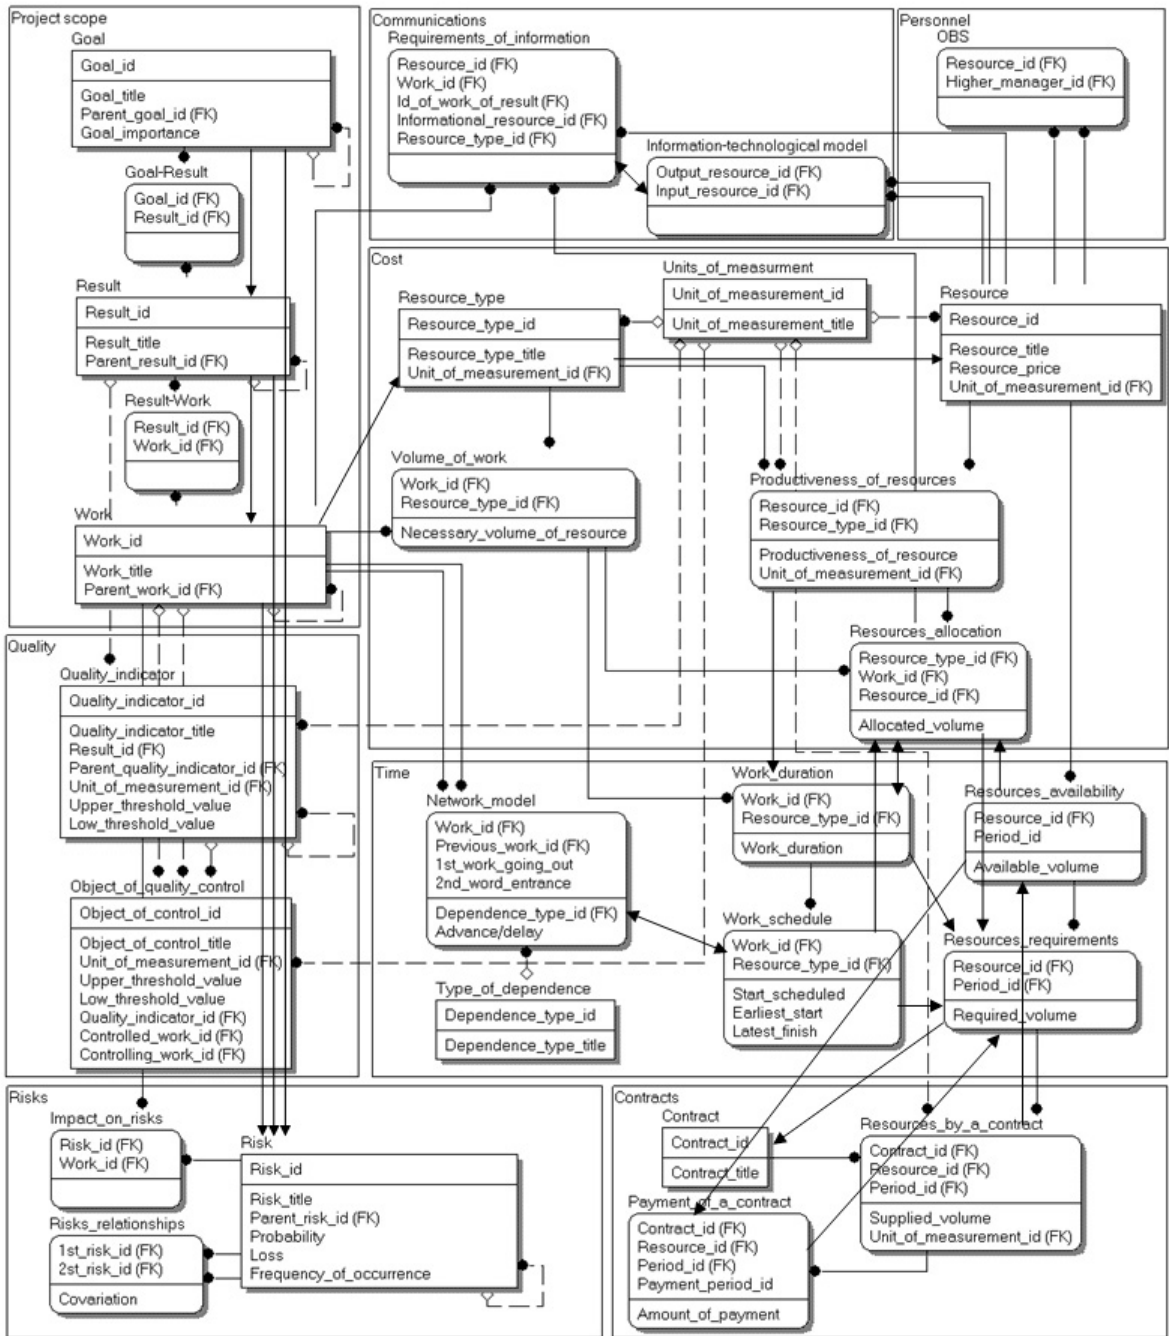 Project scope
Goal
Goal_id
Goal_title
Parent_goal_id (FK)
Goal_importance
Goal-Result
Goal_id (FK)
Result_id (FK)
Result
Result_id
Result_title
Parent_result_id (FK)
Result-Work
Result_id (FK)
Work_id (FK)
Work
Work_id
Work_title
Parent_work_id (FK)
Communications
Requirements_of_information
Resource_id (FK)
Work_id (FK)
Id_of_work_of_result (FK)
Informational_resource_id (FK)
Resource_type_id (FK)
Information-technological model
Output_resource_id (FK)
Input_resource_id (FK)
Personnel
OBS
Resource_id (FK)
Higher_manager_id (FK)
Cost
Units_of_measurment
Unit_of_measurement_id
Unit_of_measurement_title
Resource_type
Resource_type_id
Resource_type_title
Unit_of_measurement_id (FK)
Resource
Resource_id
Resource_title
Resource_price
Unit_of_measurement_id (FK)
Volume_of_work
Work_id (FK)
Resource_type_id (FK)
Necessary_volume_of_resource
Productiveness_of_resources
Resource_id (FK)
Resource_type_id (FK)
Productiveness_of_resource
Unit_of_measurement_id (FK)
Resources_allocation
Resource_type_id (FK)
Work_id (FK)
Resource_id (FK)
Allocated_volume
Quality
Quality_indicator
Quality_indicator_id
Quality_indicator_title
Result_id (FK)
Parent_quality_indicator_id (FK)
Unit_of_measurement_id (FK)
Upper_threshold_value
Low_threshold_value
Object_of_quality_control
Object_of_control_id
Object_of_control_title
Unit_of_measurement_id (FK)
Upper_threshold_value
Low_threshold_value
Quality_indicator_id (FK)
Controlled_work_id (FK)
Controlling_work_id (FK)
Time
Network_model
Work_id (FK)
Previous_work_id (FK)
1st_work_going_out
2nd_word_entrance
Dependence_type_id (FK)
Advance/delay
Type_of_dependence
Dependence_type_id
Dependence_type_title
Work_duration
Work_id (FK)
Resource_type_id (FK)
Work_duration
Work_schedule
Work_id (FK)
Resource_type_id (FK)
Start_scheduled
Earliest_start
Latest_finish
Resources_availability
Resource_id (FK)
Period_id
Available_volume
Resources_requirements
Resource_id (FK)
Period_id (FK)
Required_volume
Risks
Impact_on_risks
Risk_id (FK)
Work_id (FK)
Risks_relationships
1st_risk_id (FK)
2st_risk_id (FK)
Covariation
Risk
Risk_id
Risk_title
Parent_risk_id (FK)
Probability
Loss
Frequency_of_occurrence
Contracts
Contract
Contract_id
Contract_title
Payment_of_a_contract
Contract_id (FK)
Resource_id (FK)
Period_id (FK)
Payment_period_id
Amount_of_payment
Resources_by_a_contract
Contract_id (FK)
Resource_id (FK)
Period_id (FK)
Supplied_volume
Unit_of_measurement_id (FK)